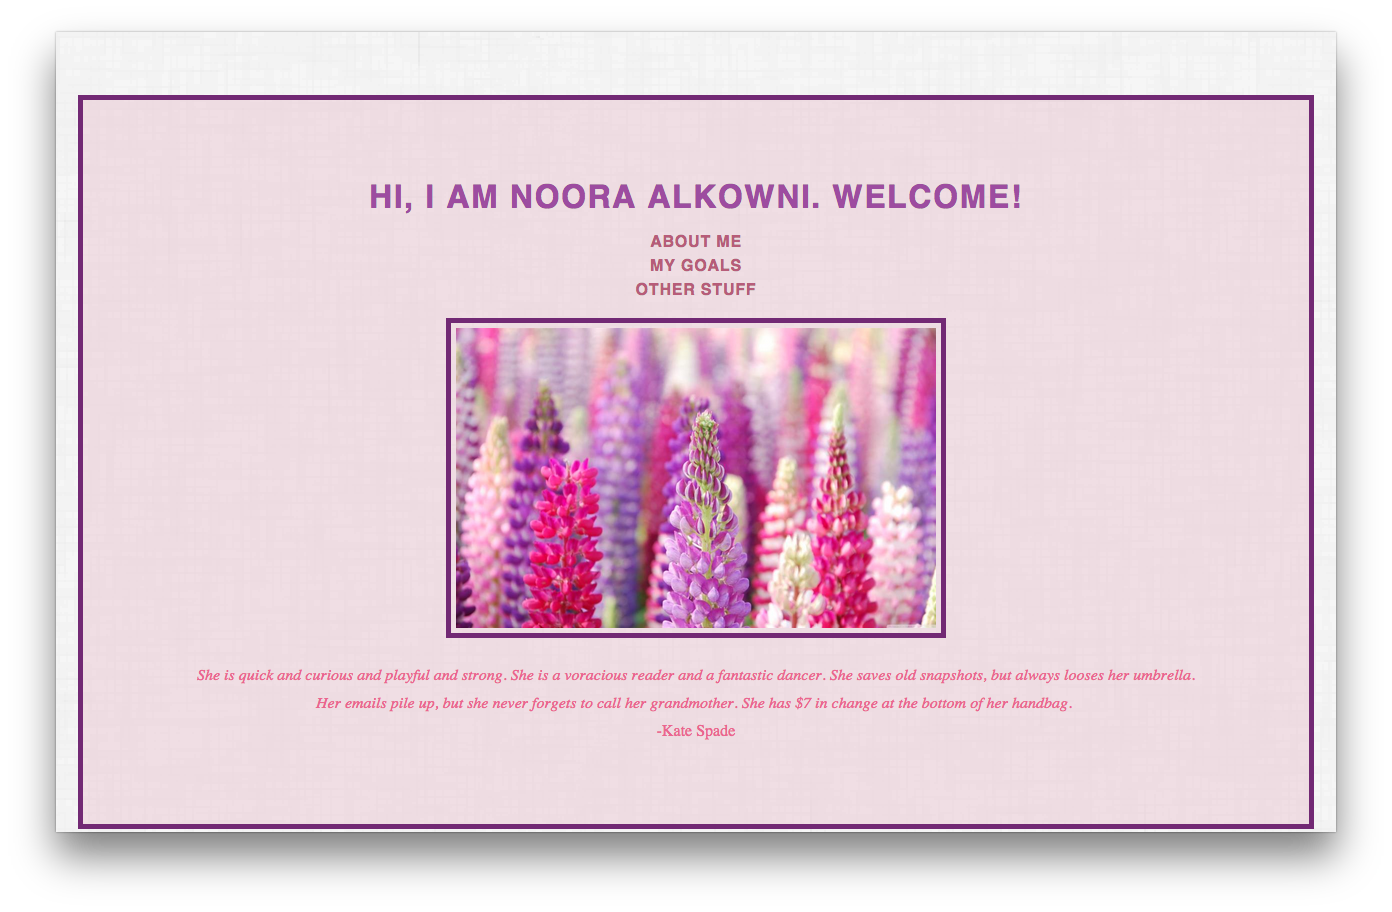 HI, I AM NOORA ALKOWNI. WELCOME!
ABOUT ME
MY GOALS
OTHER STUFF
She is quick and curious and playful and strong. She is a voracious reader and a fantastic dancer. She saves old snapshots, but always looses her umbrella.
Her emails pile up, but she never forgets to call her grandmother. She has $7 in change at the bottom of her handbag.
-Kate Spade